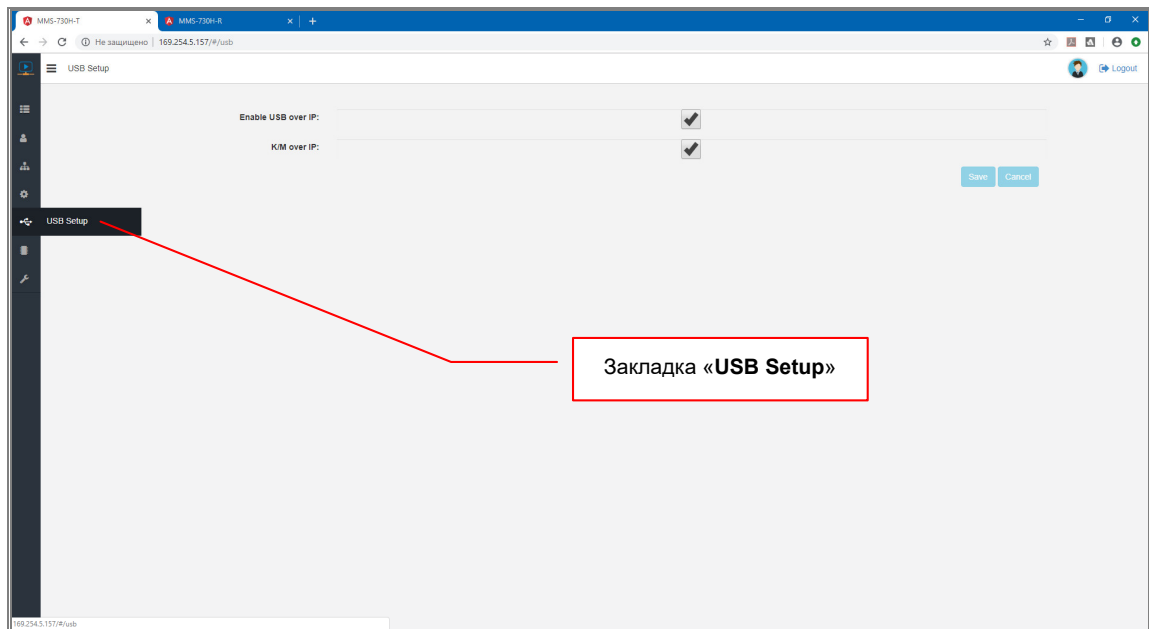 MMS-730H-T
MMS-730H-R
Не защищено | 169.254.5.157/#/usb
USB Setup
Logout
Enable USB over IP:
K/M over IP:
Save Cancel
USB Setup
Закладка «USB Setup»
169.254.5.157/#/usb